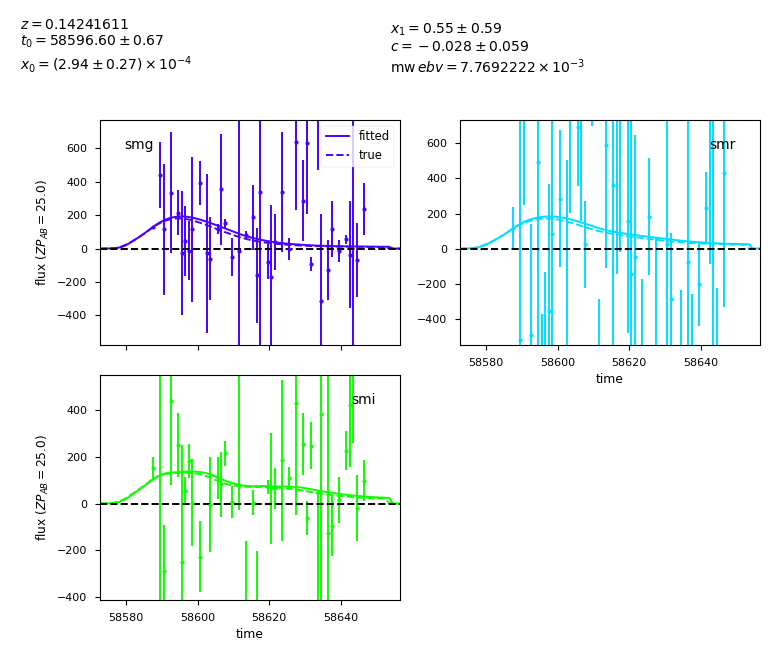 z = 0.14241611
t₀ = 58596.60 ± 0.67
x₀ = (2.94 ± 0.27) × 10⁻⁴
x₁ = 0.55 ± 0.59
c = −0.028 ± 0.059
mw ebv = 7.7692222 × 10⁻³
smg
fitted
true
600
400
200
0
−200
−400
flux (ZP_AB = 25.0)
smr
600
400
200
0
−200
−400
58580
58600
58620
58640
time
smi
400
200
0
−200
−400
flux (ZP_AB = 25.0)
58580
58600
58620
58640
time